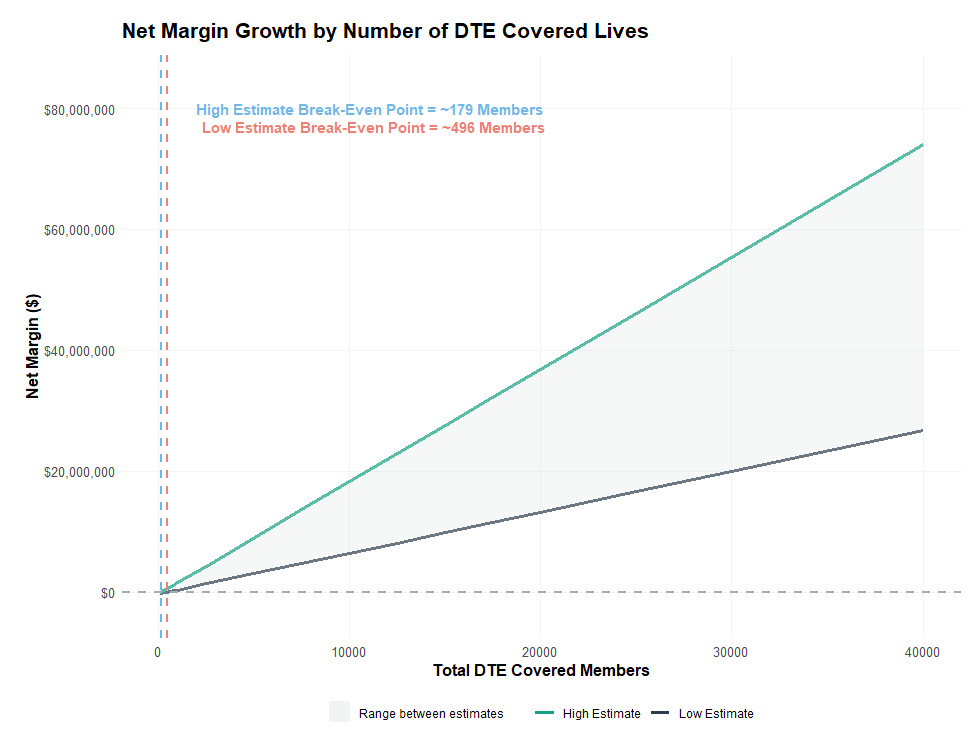 Net Margin Growth by Number of DTE Covered Lives
High Estimate Break-Even Point = ~179 Members
Low Estimate Break-Even Point = ~496 Members
Net Margin ($)
$80,000,000
$60,000,000
$40,000,000
$20,000,000
$0
0 10000 20000 30000 40000
Total DTE Covered Members
Range between estimates High Estimate Low Estimate